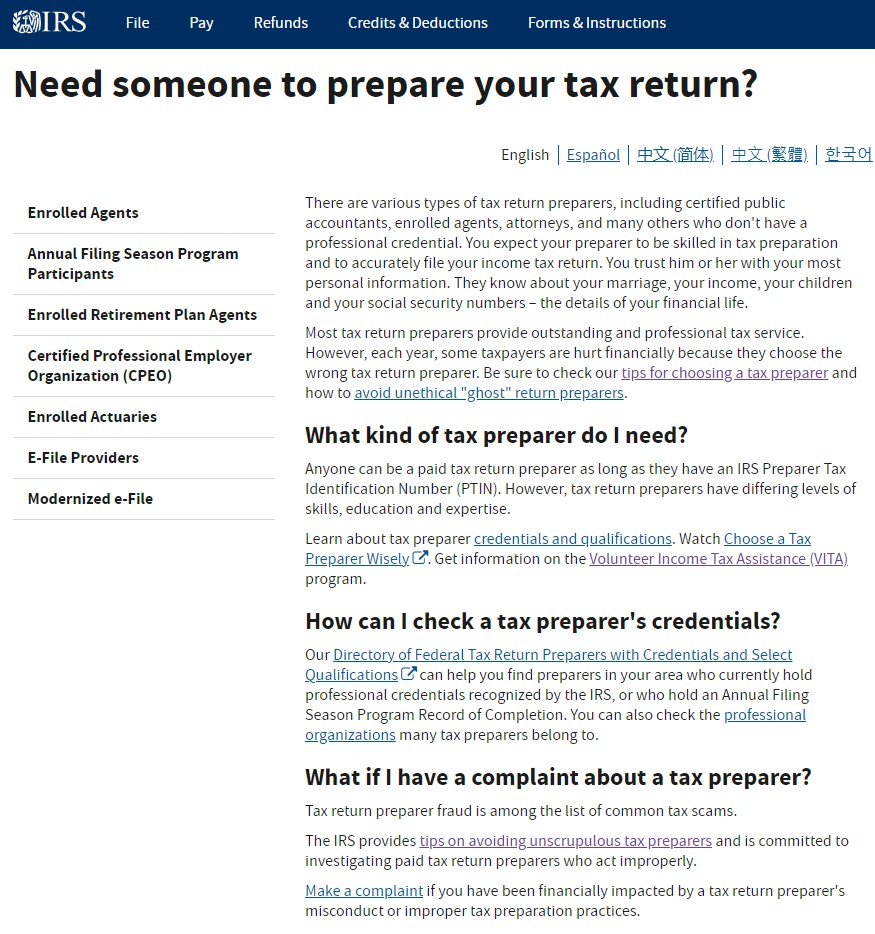 IRS File Pay Refunds Credits & Deductions Forms & Instructions
Need someone to prepare your tax return?
English Español 中文 (简体) 中文 (繁體) 한국어
Enrolled Agents
Annual Filing Season Program
Participants
Enrolled Retirement Plan Agents
Certified Professional Employer
Organization (CPEO)
Enrolled Actuaries
E-File Providers
Modernized e-File
There are various types of tax return preparers, including certified public
accountants, enrolled agents, attorneys, and many others who don't have a
professional credential. You expect your preparer to be skilled in tax preparation
and to accurately file your income tax return. You trust him or her with your most
personal information. They know about your marriage, your income, your children
and your social security numbers – the details of your financial life.
Most tax return preparers provide outstanding and professional tax service.
However, each year, some taxpayers are hurt financially because they choose the
wrong tax return preparer. Be sure to check our tips for choosing a tax preparer and
how to avoid unethical "ghost" return preparers.
What kind of tax preparer do I need?
Anyone can be a paid tax return preparer as long as they have an IRS Preparer Tax
Identification Number (PTIN). However, tax return preparers have differing levels of
skills, education and expertise.
Learn about tax preparer credentials and qualifications. Watch Choose a Tax
Preparer Wisely. Get information on the Volunteer Income Tax Assistance (VITA)
program.
How can I check a tax preparer's credentials?
Our Directory of Federal Tax Return Preparers with Credentials and Select
Qualifications can help you find preparers in your area who currently hold
professional credentials recognized by the IRS, or who hold an Annual Filing
Season Program Record of Completion. You can also check the professional
organizations many tax preparers belong to.
What if I have a complaint about a tax preparer?
Tax return preparer fraud is among the list of common tax scams.
The IRS provides tips on avoiding unscrupulous tax preparers and is committed to
investigating paid tax return preparers who act improperly.
Make a complaint if you have been financially impacted by a tax return preparer's
misconduct or improper tax preparation practices.